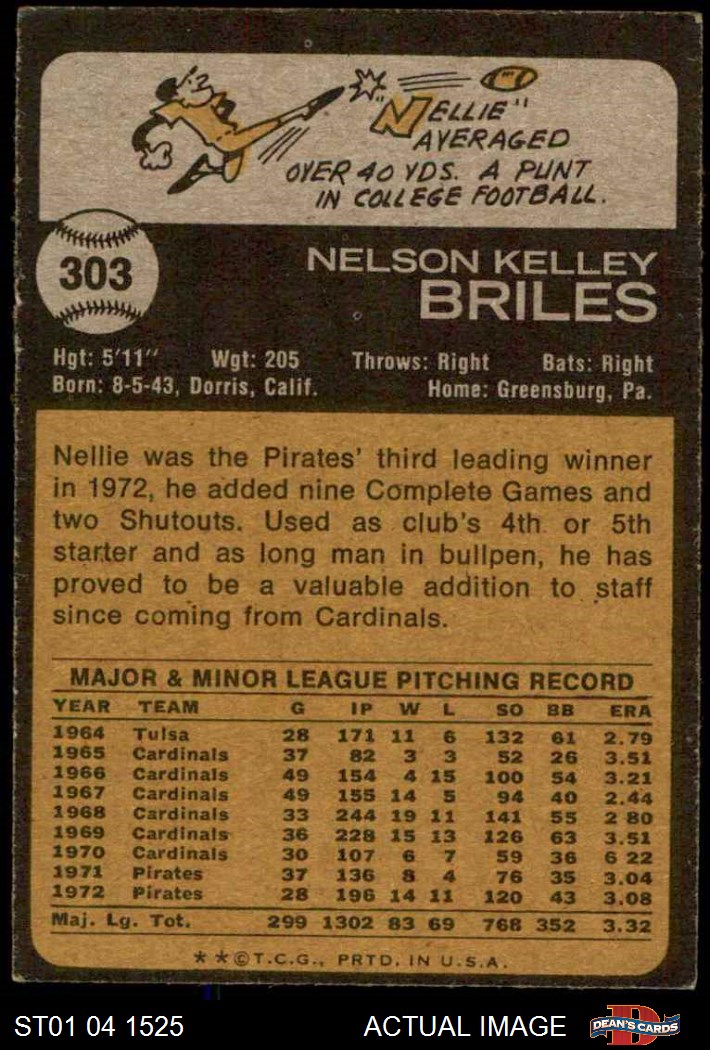 "NELLIE"
AVERAGED
OVER 40 YDS. A PUNT
IN COLLEGE FOOTBALL.
303
NELSON KELLEY
BRILES
Hgt: 5'11" Wgt: 205 Throws: Right Bats: Right
Born: 8-5-43, Dorris, Calif. Home: Greensburg, Pa.
Nellie was the Pirates' third leading winner
in 1972, he added nine Complete Games and
two Shutouts. Used as club's 4th or 5th
starter and as long man in bullpen, he has
proved to be a valuable addition to staff
since coming from Cardinals.
MAJOR & MINOR LEAGUE PITCHING RECORD
YEAR TEAM G IP W L SO BB ERA
1964 Tulsa 28 171 11 6 132 61 2.79
1965 Cardinals 37 82 3 3 52 26 3.51
1966 Cardinals 49 154 4 15 100 54 3.21
1967 Cardinals 49 155 14 5 94 40 2.44
1968 Cardinals 33 244 19 11 141 55 2 80
1969 Cardinals 36 228 15 13 126 63 3.51
1970 Cardinals 30 107 6 7 59 36 6 22
1971 Pirates 37 136 8 4 76 35 3.04
1972 Pirates 28 196 14 11 120 43 3.08
Maj. Lg. Tot. 299 1302 83 69 768 352 3.32
**©T.C.G., PRTD. IN U.S.A.
ST01 04 1525 ACTUAL IMAGE D DEAN'S CARDS